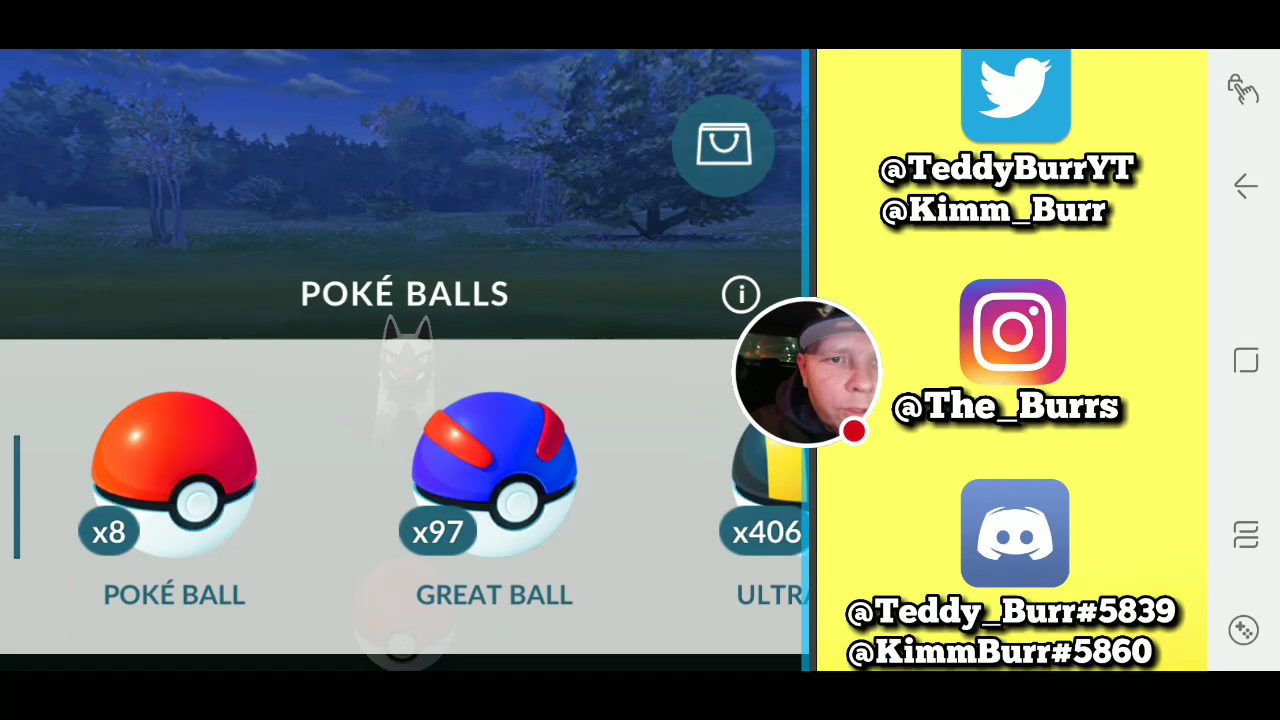 POKÉ BALLS
x8
x97
x406
POKÉ BALL
GREAT BALL
ULTRA
@TeddyBurrYT
@Kimm_Burr
@The_Burrs
@Teddy_Burr#5839
@KimmBurr#5860